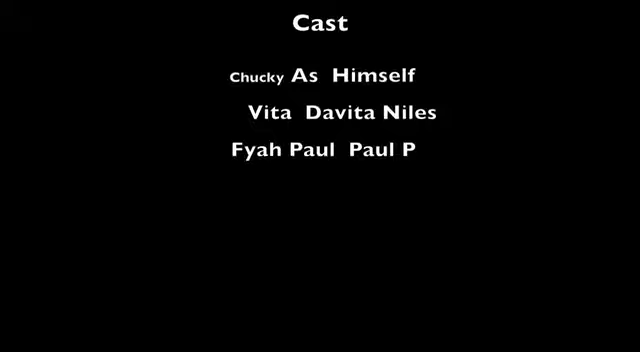 Cast
Chucky As Himself
Vita Davita Niles
Fyah Paul Paul P